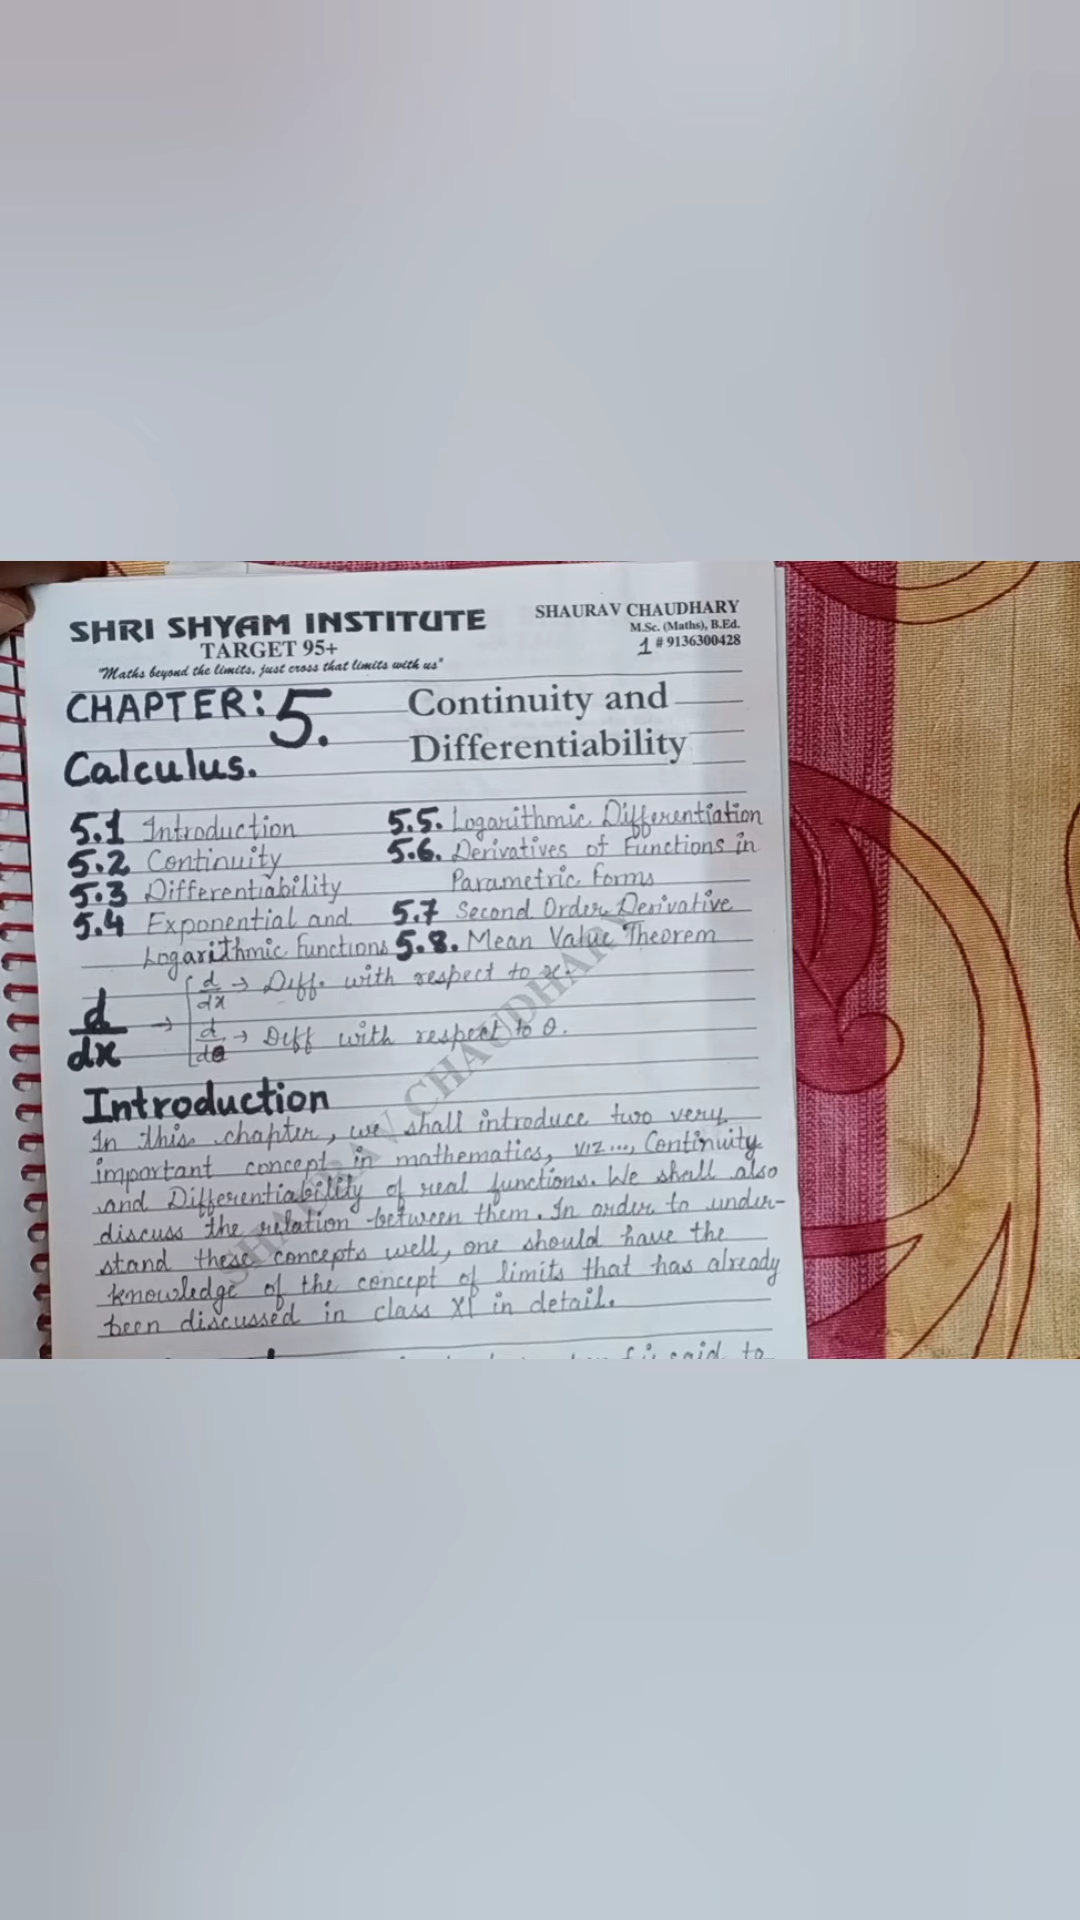 SHRI SHYAM INSTITUTE
TARGET 95+
"Maths beyond the limits, just cross that limits with us"
SHAURAV CHAUDHARY
M.Sc. (Maths), B.Ed.
1 # 9136300428
CHAPTER: 5.
Calculus.
Continuity and
Differentiability
5.1 Introduction
5.2 Continuity
5.3 Differentiability
5.4 Exponential and
Logarithmic Functions
5.5. Logarithmic Differentiation
5.6. Derivatives of Functions in
Parametric Forms
5.7 Second Order Derivative
5.8. Mean Value Theorem
d/dx → d/dx → Diff. with respect to x.
d/dθ → Diff with respect to θ.
Introduction
In this chapter, we shall introduce two very
important concept in mathematics, viz..., Continuity
and Differentiability of real functions. We shall also
discuss the relation between them. In order to under-
stand these concepts well, one should have the
knowledge of the concept of limits that has already
been discussed in class XI in detail.
said to
SHAURAV CHAUDHARY